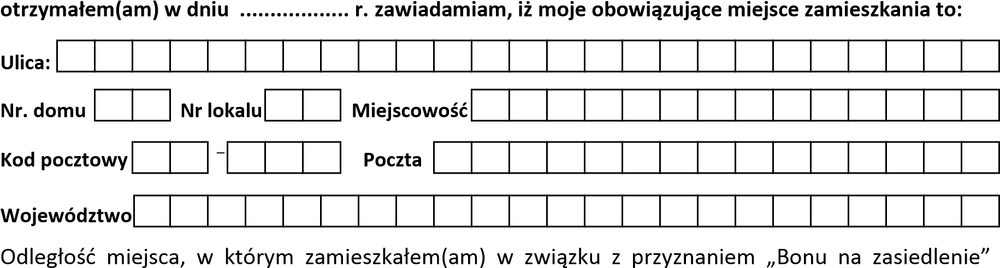 otrzymałem(am) w dniu .................. r. zawiadamiam, iż moje obowiązujące miejsce zamieszkania to:
Ulica:
Nr. domu Nr lokalu Miejscowość
Kod pocztowy – Poczta
Województwo
Odległość miejsca, w którym zamieszkałem(am) w związku z przyznaniem „Bonu na zasiedlenie”